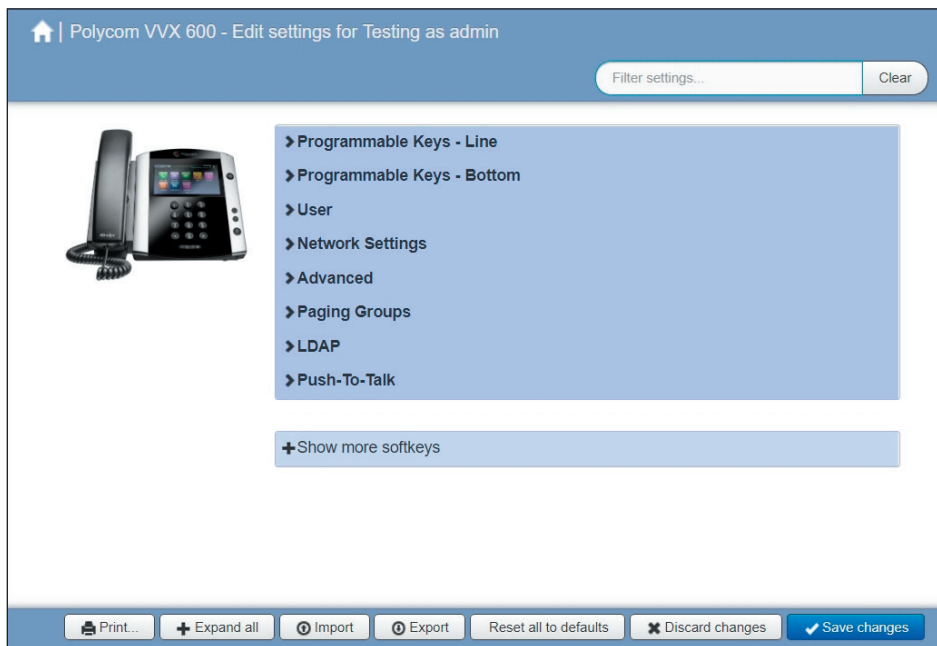 Polycom VVX 600 - Edit settings for Testing as admin
Filter settings...
Clear
Programmable Keys - Line
Programmable Keys - Bottom
User
Network Settings
Advanced
Paging Groups
LDAP
Push-To-Talk
Show more softkeys
Print...
Expand all
Import
Export
Reset all to defaults
Discard changes
Save changes